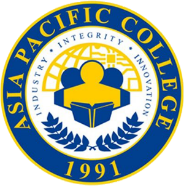 ASIA PACIFIC COLLEGE
INDUSTRY • INTEGRITY • INNOVATION
1991